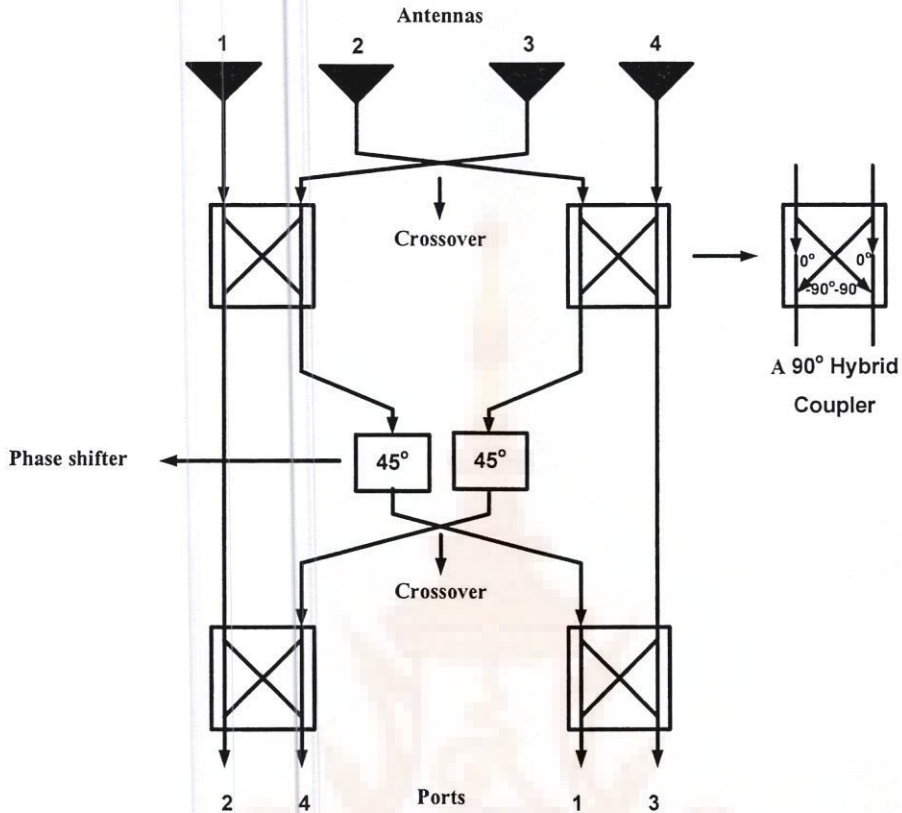 Antennas
1 2 3 4
Crossover
0° 0°
-90° -90
A 90° Hybrid
Coupler
Phase shifter
45° 45°
Crossover
Ports
2 4 1 3